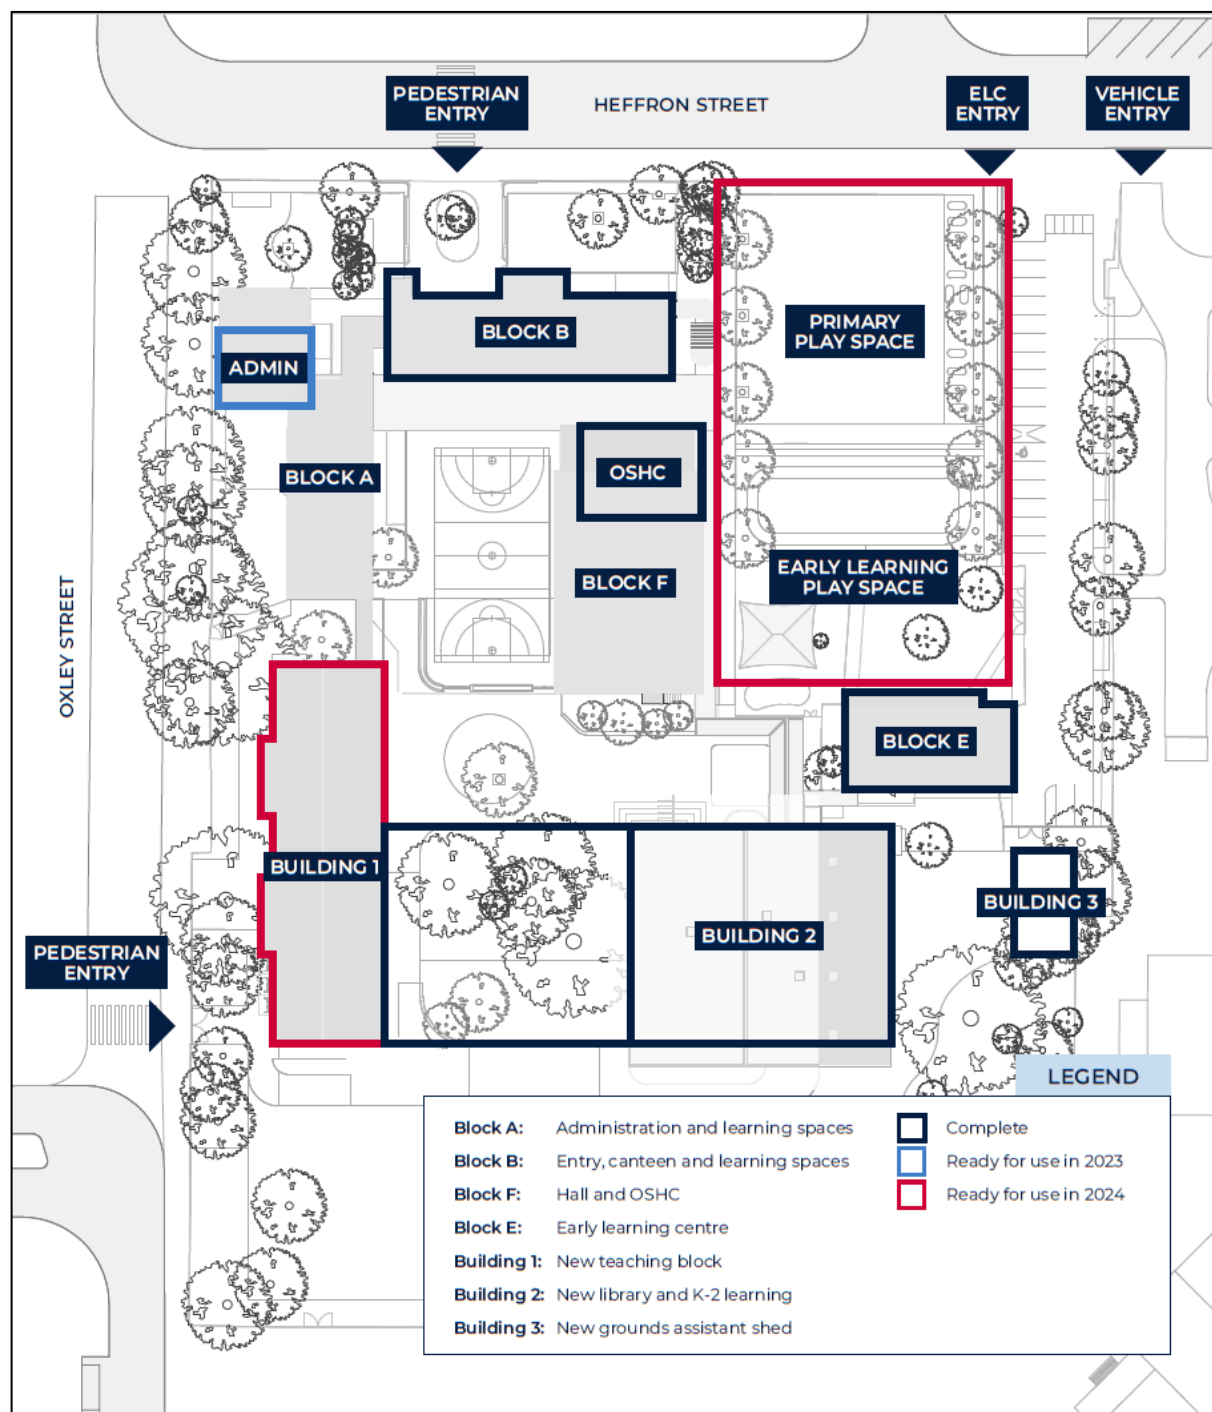 PEDESTRIAN
ENTRY
HEFFRON STREET
ELC
ENTRY
VEHICLE
ENTRY
BLOCK B
PRIMARY
PLAY SPACE
ADMIN
BLOCK A
OSHC
BLOCK F
EARLY LEARNING
PLAY SPACE
OXLEY STREET
BLOCK E
BUILDING 1
BUILDING 2
BUILDING 3
PEDESTRIAN
ENTRY
LEGEND
Block A: Administration and learning spaces
Block B: Entry, canteen and learning spaces
Block F: Hall and OSHC
Block E: Early learning centre
Building 1: New teaching block
Building 2: New library and K-2 learning
Building 3: New grounds assistant shed
Complete
Ready for use in 2023
Ready for use in 2024